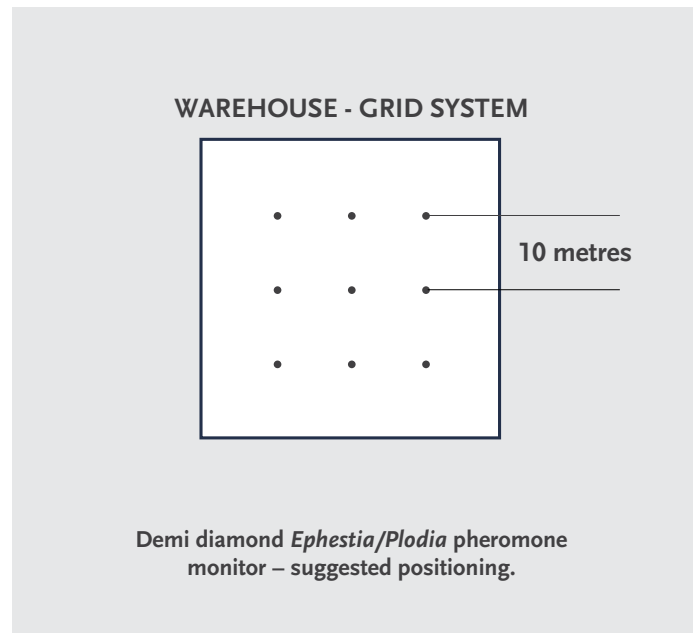 WAREHOUSE - GRID SYSTEM
10 metres
Demi diamond Ephestia/Plodia pheromone
monitor – suggested positioning.